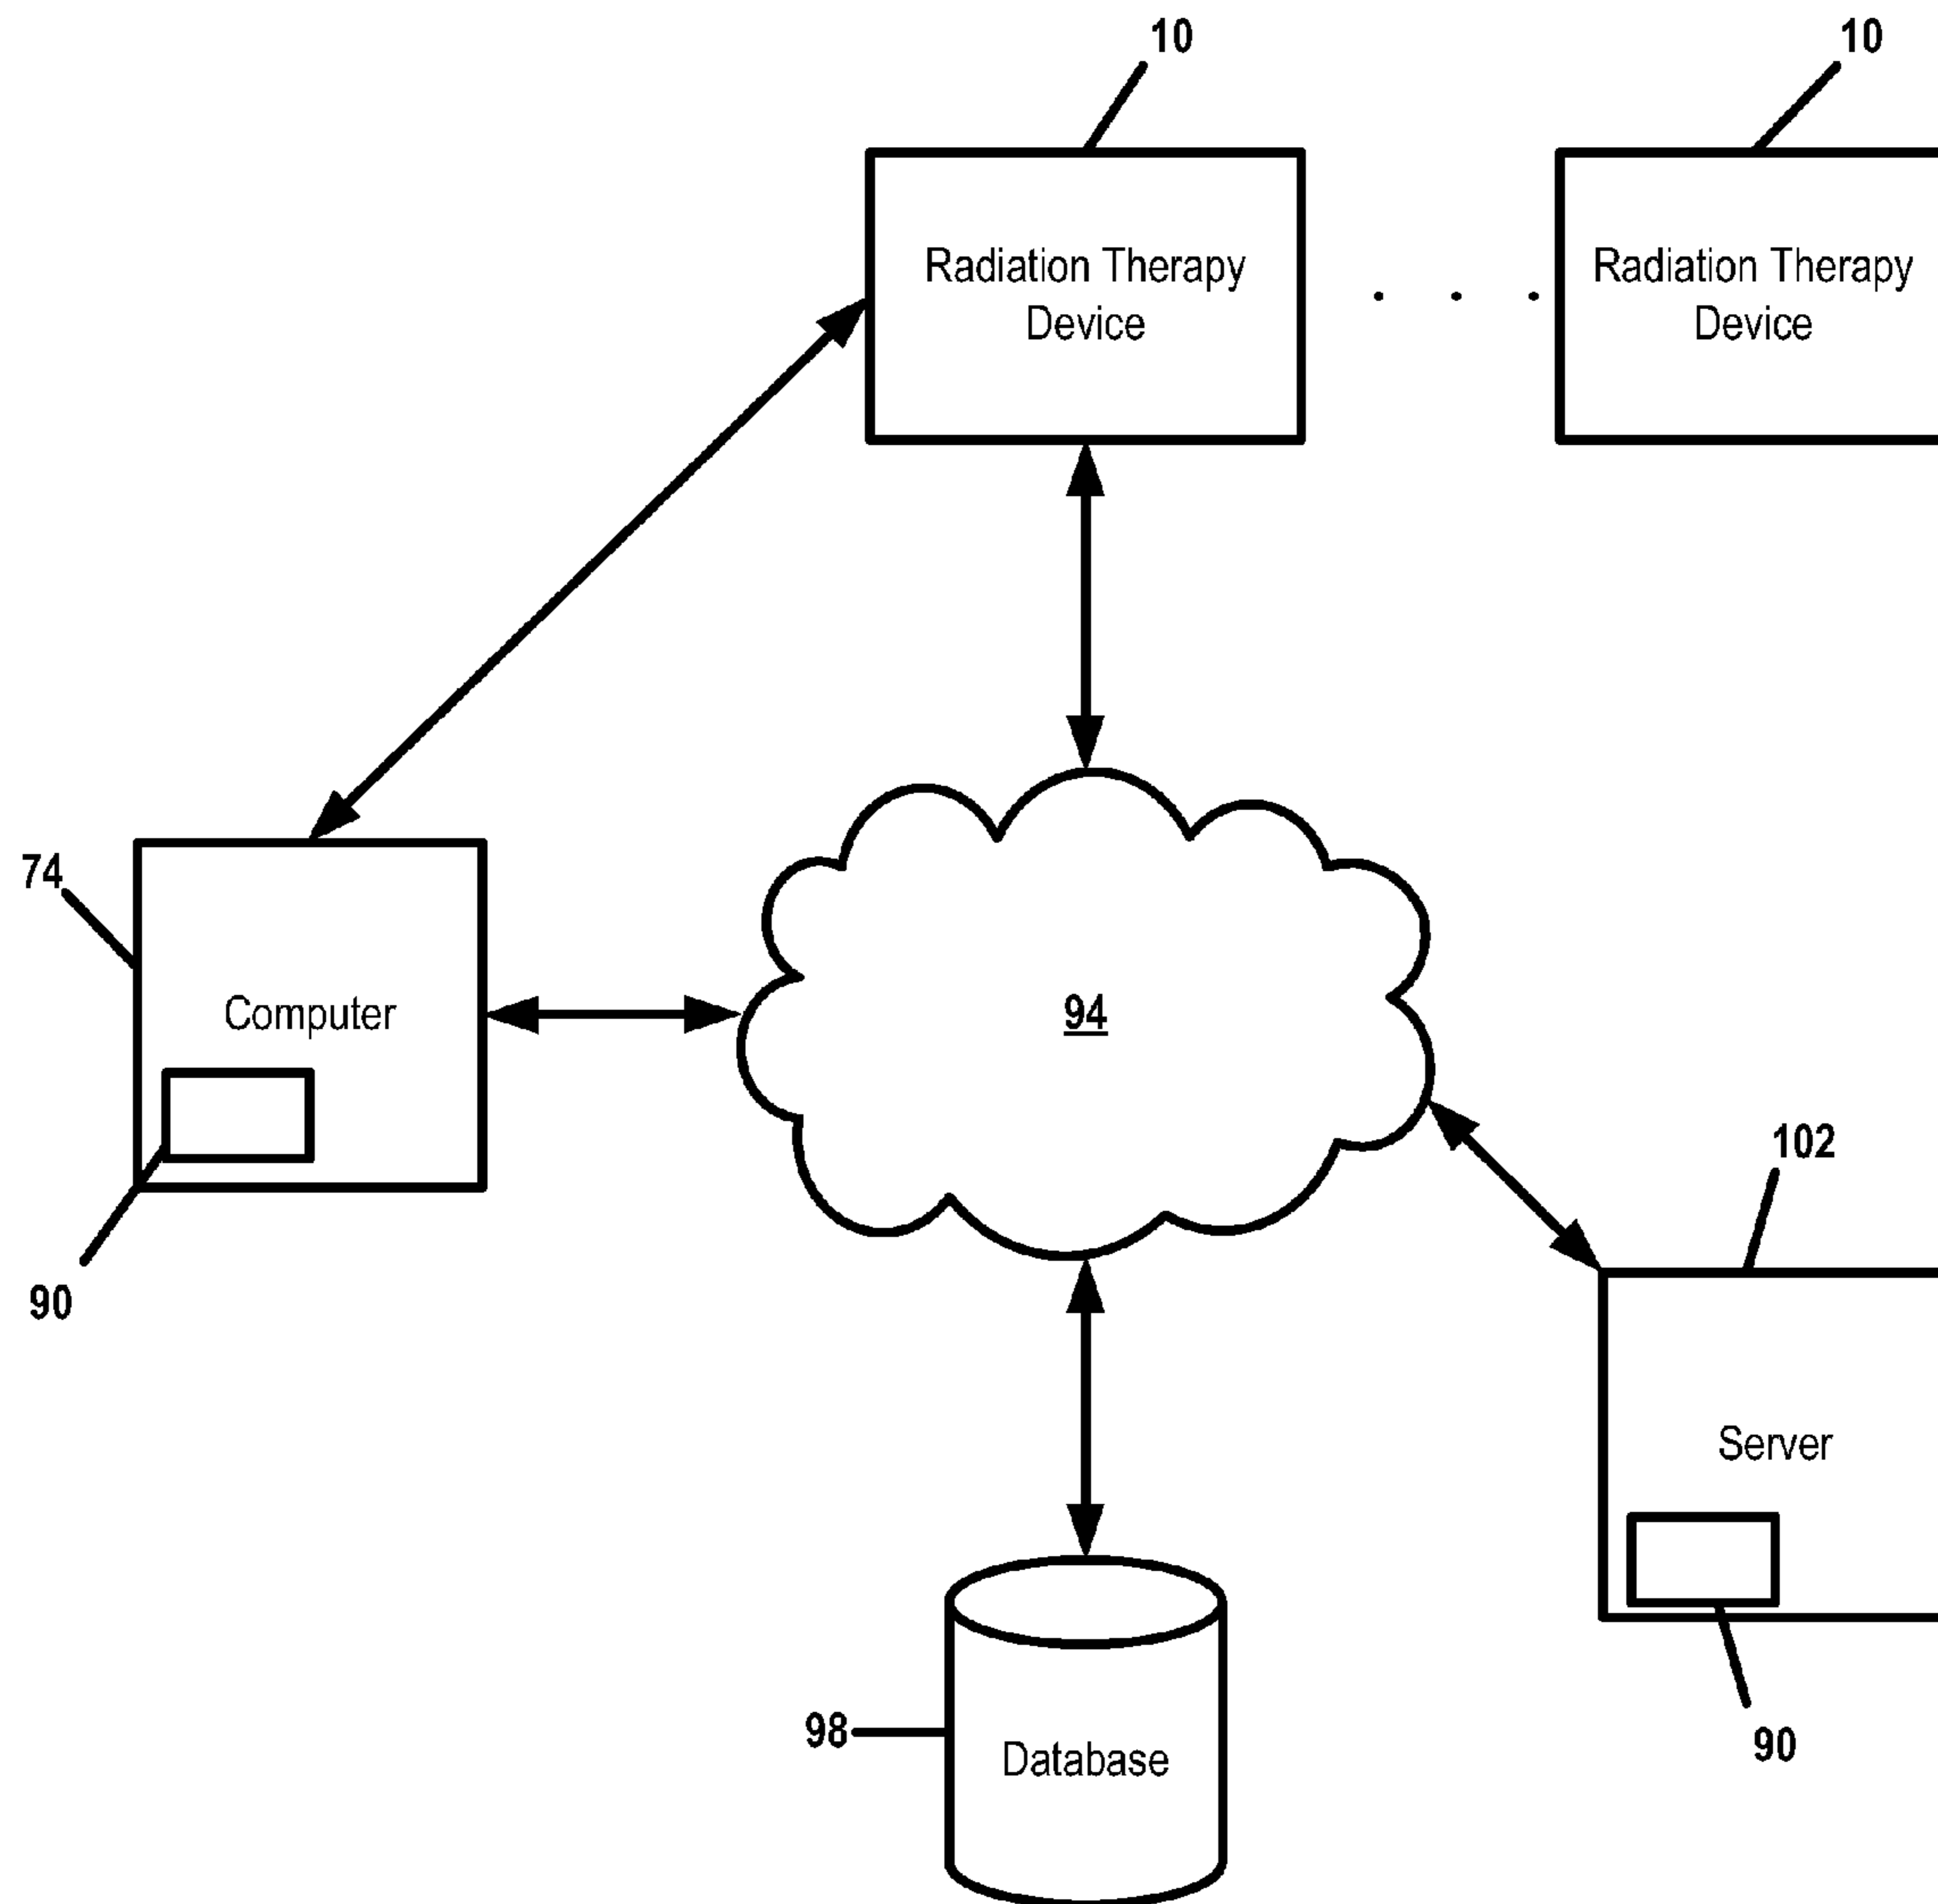 10
10
Radiation Therapy
Device
. . .
Radiation Therapy
Device
74
Computer
94
90
102
Server
98
Database
90